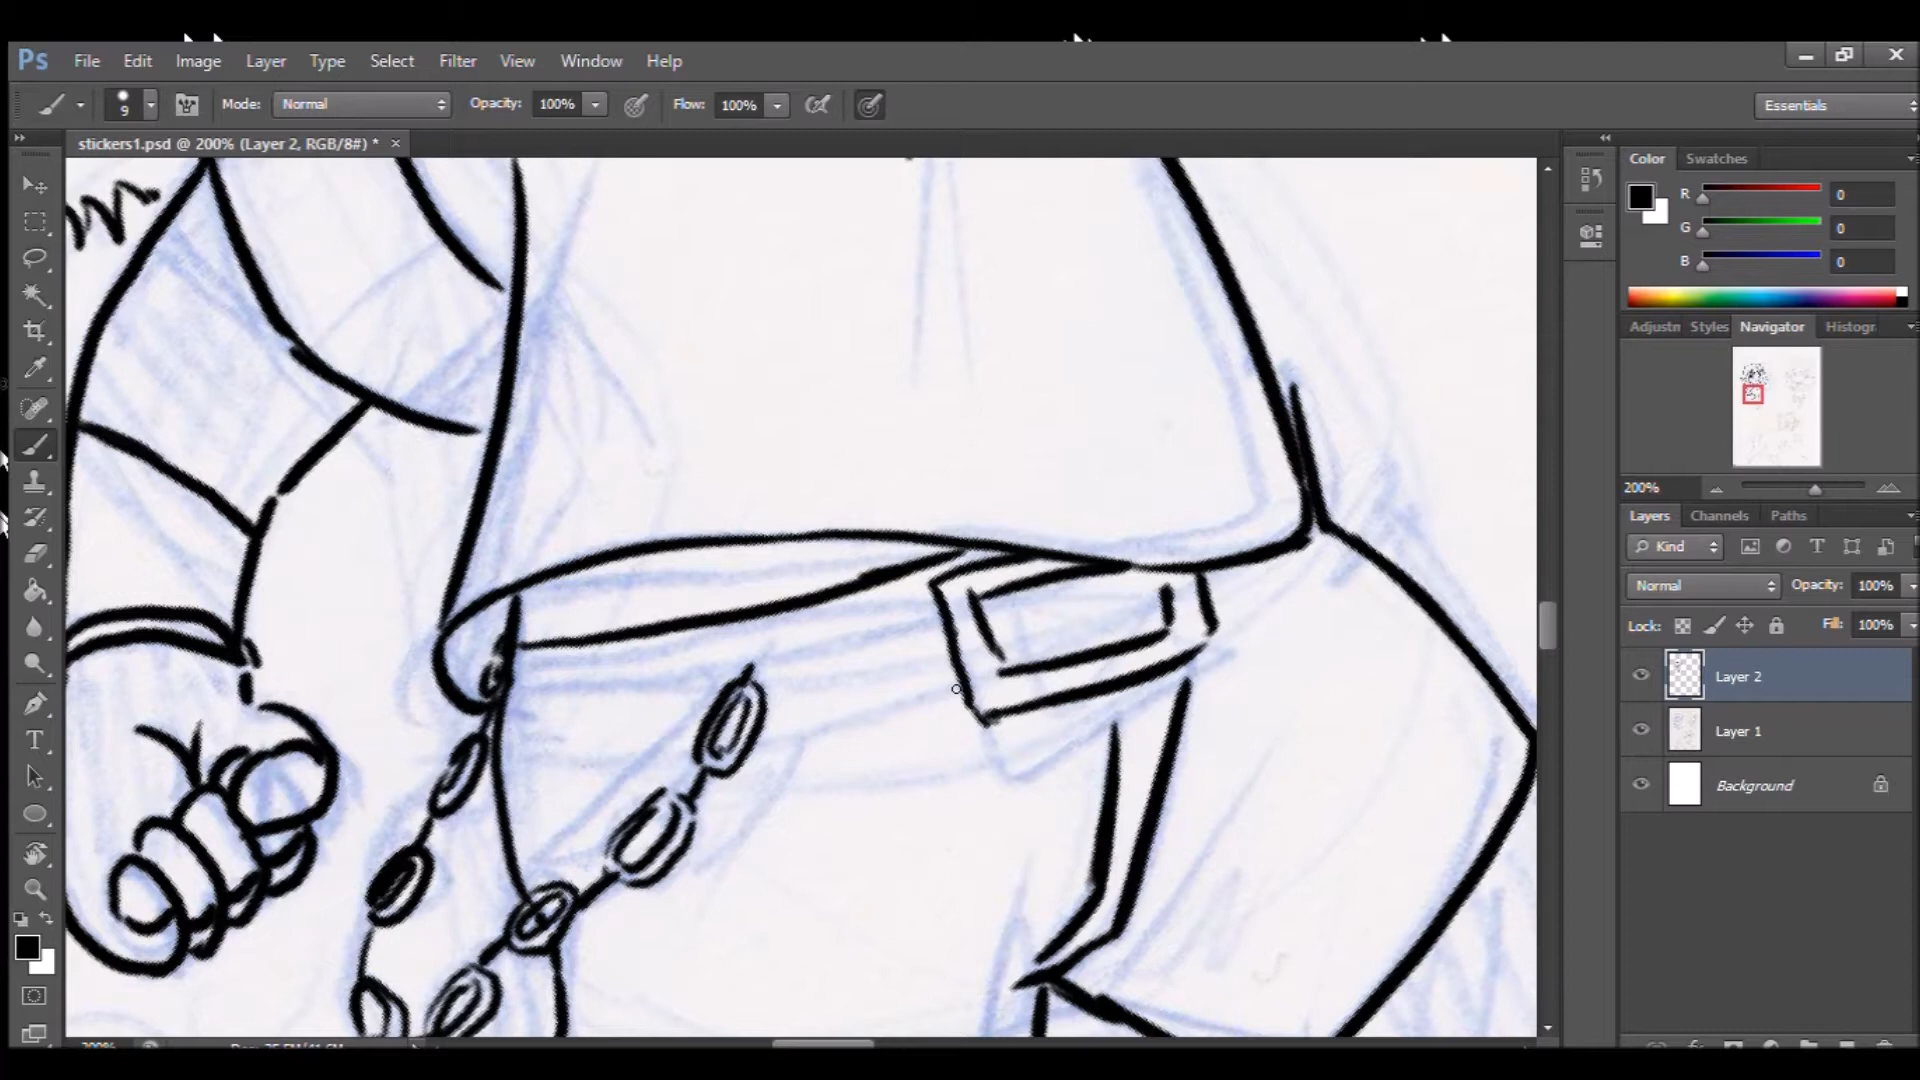 Ps File Edit Image Layer Type Select Filter View Window Help
9 Mode: Normal Opacity: 100% Flow: 100% Essentials
stickers1.psd @ 200% (Layer 2, RGB/8#) * ×
Color Swatches
R 0
G 0
B 0
Adjustn Styles Navigator Histogr
200%
Layers Channels Paths
Kind
Normal Opacity: 100%
Lock: Fill: 100%
Layer 2
Layer 1
Background
200%